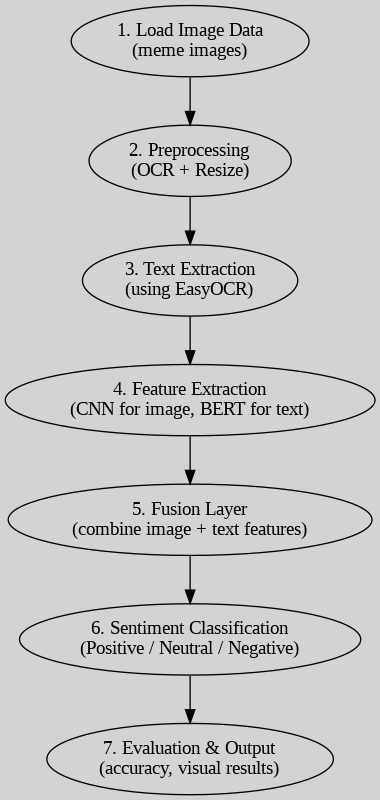 1. Load Image Data
(meme images)
2. Preprocessing
(OCR + Resize)
3. Text Extraction
(using EasyOCR)
4. Feature Extraction
(CNN for image, BERT for text)
5. Fusion Layer
(combine image + text features)
6. Sentiment Classification
(Positive / Neutral / Negative)
7. Evaluation & Output
(accuracy, visual results)